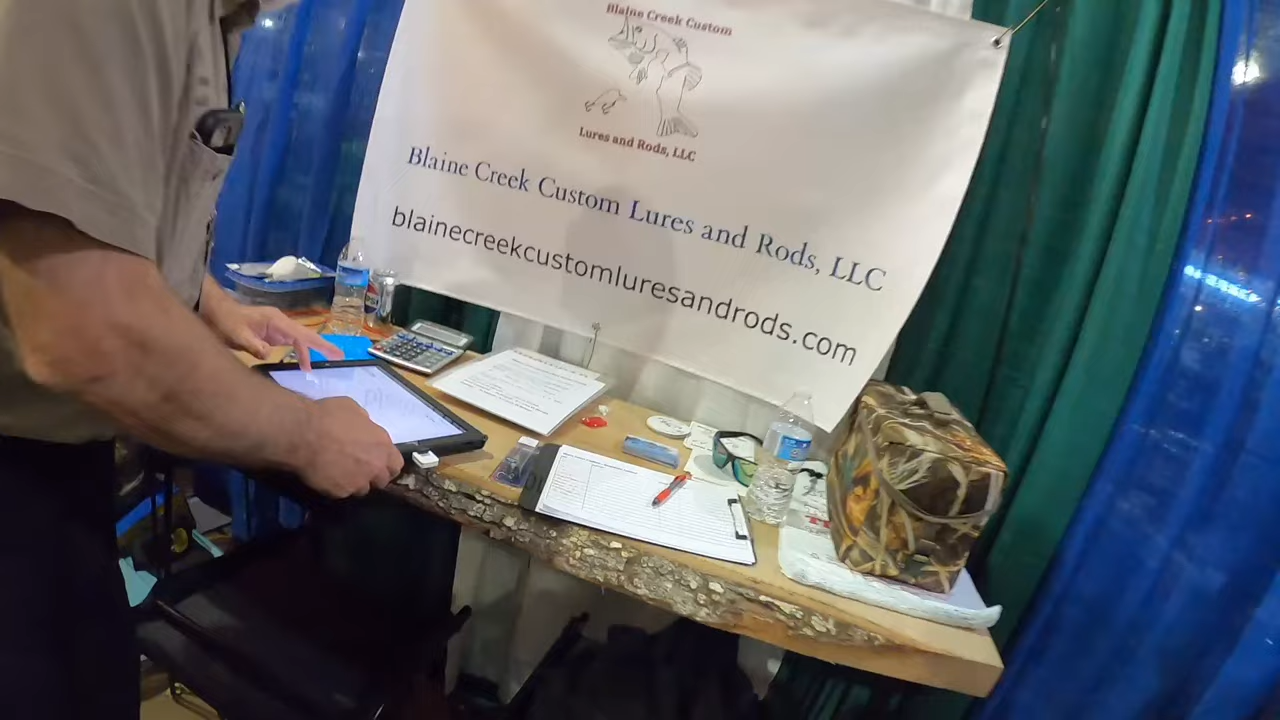 Blaine Creek Custom
Lures and Rods, LLC
Blaine Creek Custom Lures and Rods, LLC
blainecreekcustomluresandrods.com